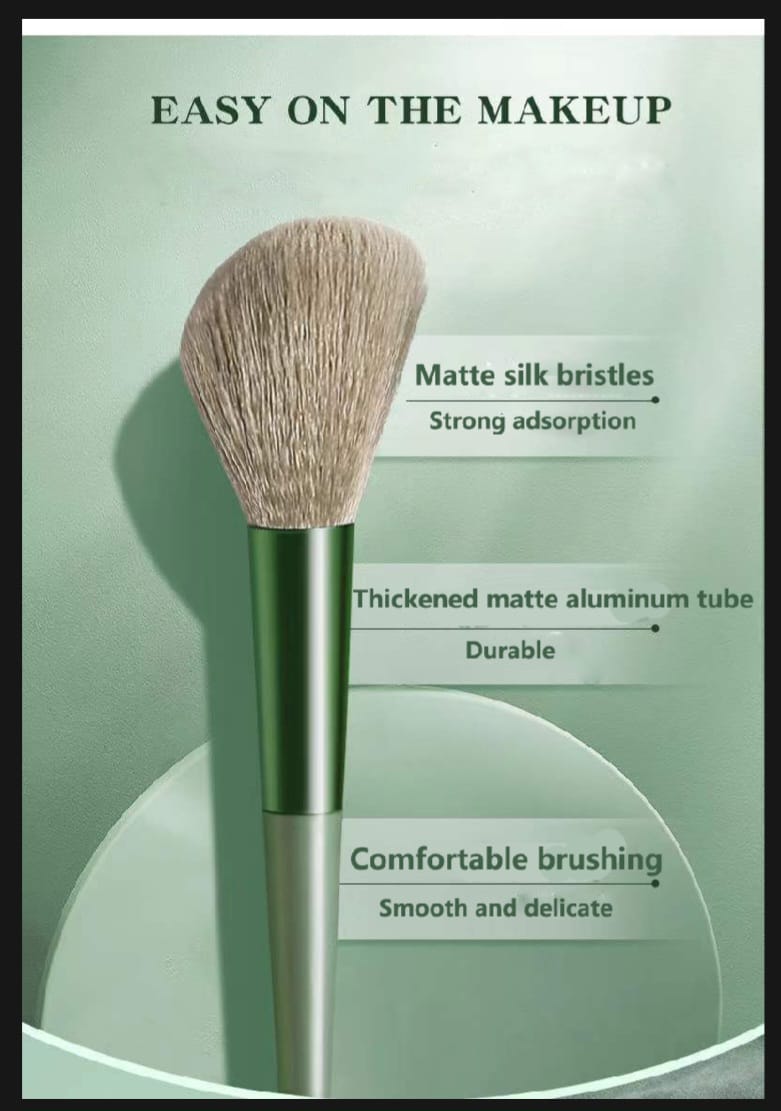 EASY ON THE MAKEUP
Matte silk bristles
Strong adsorption
Thickened matte aluminum tube
Durable
Comfortable brushing
Smooth and delicate